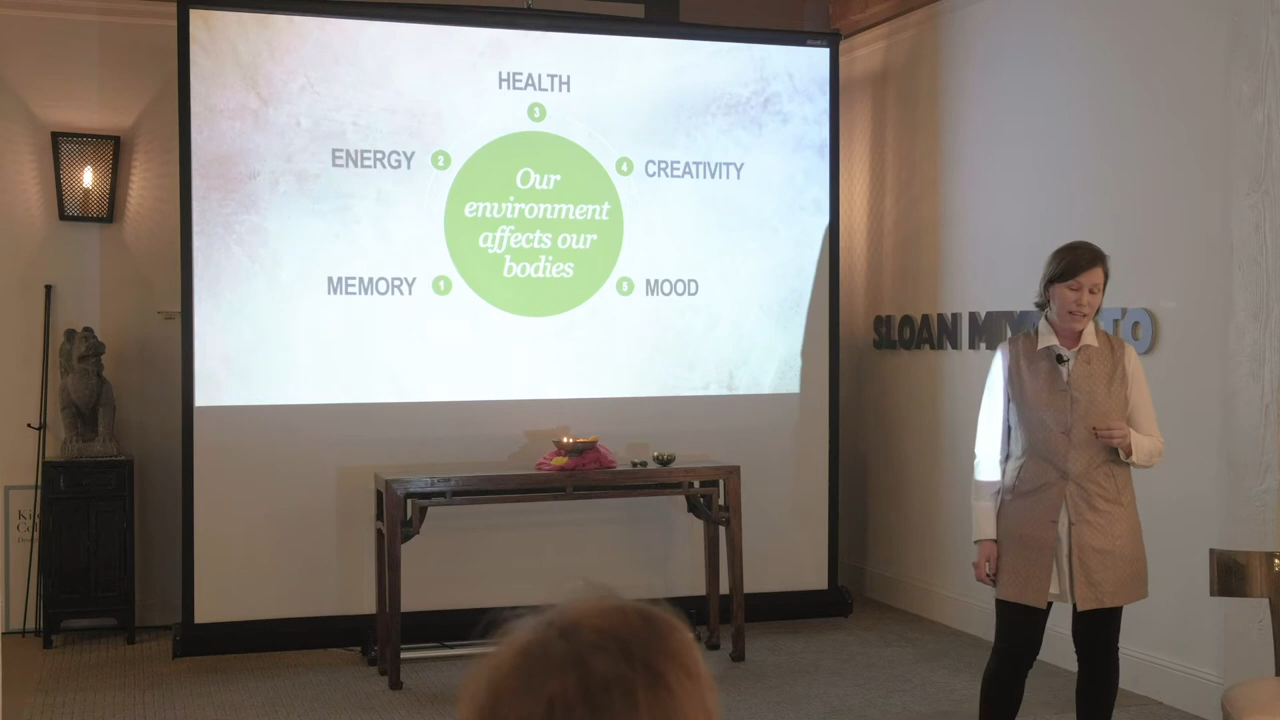 HEALTH
3
ENERGY 2
4 CREATIVITY
Our
environment
affects our
bodies
MEMORY 1
5 MOOD
SLOAN